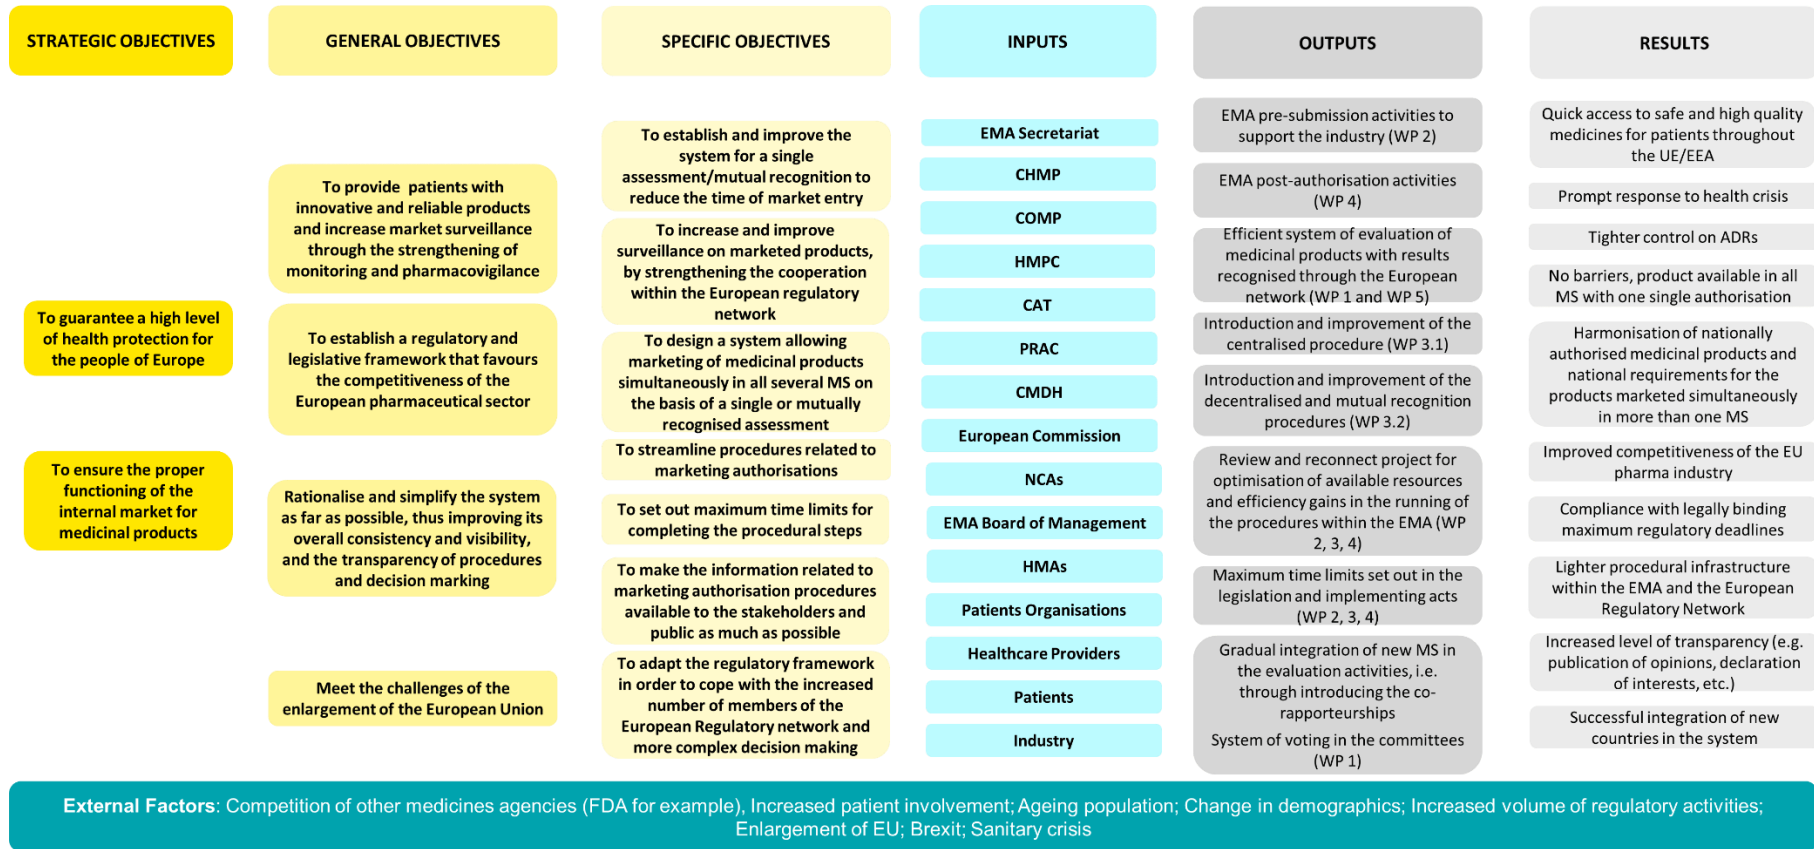 STRATEGIC OBJECTIVES
GENERAL OBJECTIVES
SPECIFIC OBJECTIVES
INPUTS
OUTPUTS
RESULTS
To guarantee a high level
of health protection for
the people of Europe
To ensure the proper
functioning of the
internal market for
medicinal products
To provide patients with
innovative and reliable products
and increase market surveillance
through the strengthening of
monitoring and pharmacovigilance
To establish a regulatory and
legislative framework that favours
the competitiveness of the
European pharmaceutical sector
Rationalise and simplify the system
as far as possible, thus improving its
overall consistency and visibility,
and the transparency of procedures
and decision marking
Meet the challenges of the
enlargement of the European Union
To establish and improve the
system for a single
assessment/mutual recognition to
reduce the time of market entry
To increase and improve
surveillance on marketed products,
by strengthening the cooperation
within the European regulatory
network
To design a system allowing
marketing of medicinal products
simultaneously in all several MS on
the basis of a single or mutually
recognised assessment
To streamline procedures related to
marketing authorisations
To set out maximum time limits for
completing the procedural steps
To make the information related to
marketing authorisation procedures
available to the stakeholders and
public as much as possible
To adapt the regulatory framework
in order to cope with the increased
number of members of the
European Regulatory network and
more complex decision making
EMA Secretariat
CHMP
COMP
HMPC
CAT
PRAC
CMDH
European Commission
NCAs
EMA Board of Management
HMAs
Patients Organisations
Healthcare Providers
Patients
Industry
EMA pre-submission activities to
support the industry (WP 2)
EMA post-authorisation activities
(WP 4)
Efficient system of evaluation of
medicinal products with results
recognised through the European
network (WP 1 and WP 5)
Introduction and improvement of the
centralised procedure (WP 3.1)
Introduction and improvement of the
decentralised and mutual recognition
procedures (WP 3.2)
Review and reconnect project for
optimisation of available resources
and efficiency gains in the running of
the procedures within the EMA (WP
2, 3, 4)
Maximum time limits set out in the
legislation and implementing acts
(WP 2, 3, 4)
Gradual integration of new MS in
the evaluation activities, i.e.
through introducing the co-
rapporteurships
System of voting in the committees
(WP 1)
Quick access to safe and high quality
medicines for patients throughout
the UE/EEA
Prompt response to health crisis
Tighter control on ADRs
No barriers, product available in all
MS with one single authorisation
Harmonisation of nationally
authorised medicinal products and
national requirements for the
products marketed simultaneously
in more than one MS
Improved competitiveness of the EU
pharma industry
Compliance with legally binding
maximum regulatory deadlines
Lighter procedural infrastructure
within the EMA and the European
Regulatory Network
Increased level of transparency (e.g.
publication of opinions, declaration
of interests, etc.)
Successful integration of new
countries in the system
External Factors: Competition of other medicines agencies (FDA for example), Increased patient involvement; Ageing population; Change in demographics; Increased volume of regulatory activities;
Enlargement of EU; Brexit; Sanitary crisis